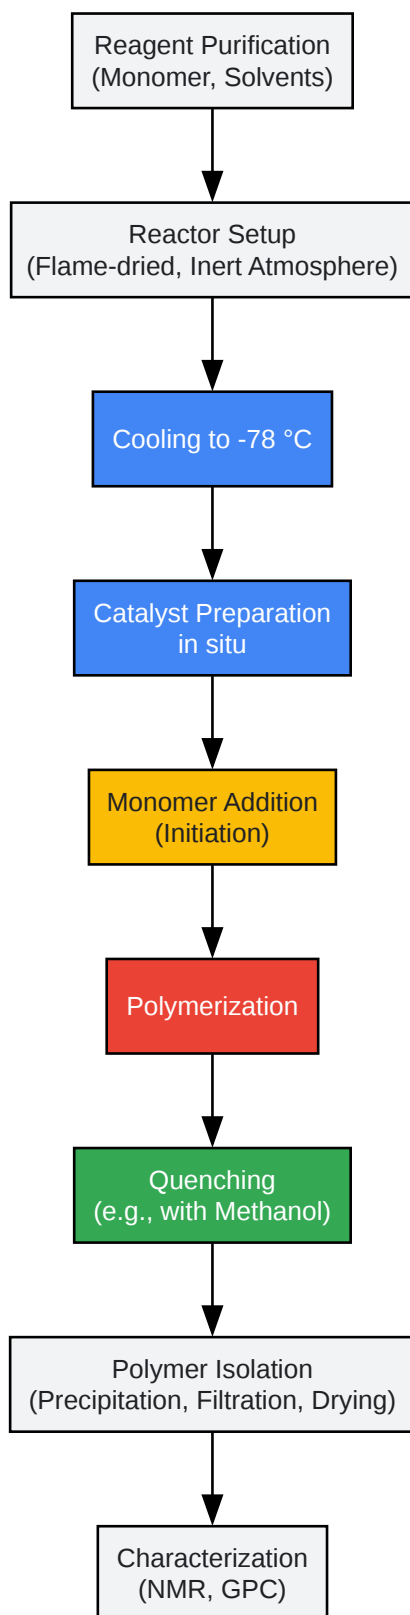 Reagent Purification
(Monomer, Solvents)
Reactor Setup
(Flame-dried, Inert Atmosphere)
Cooling to -78 °C
Catalyst Preparation
in situ
Monomer Addition
(Initiation)
Polymerization
Quenching
(e.g., with Methanol)
Polymer Isolation
(Precipitation, Filtration, Drying)
Characterization
(NMR, GPC)